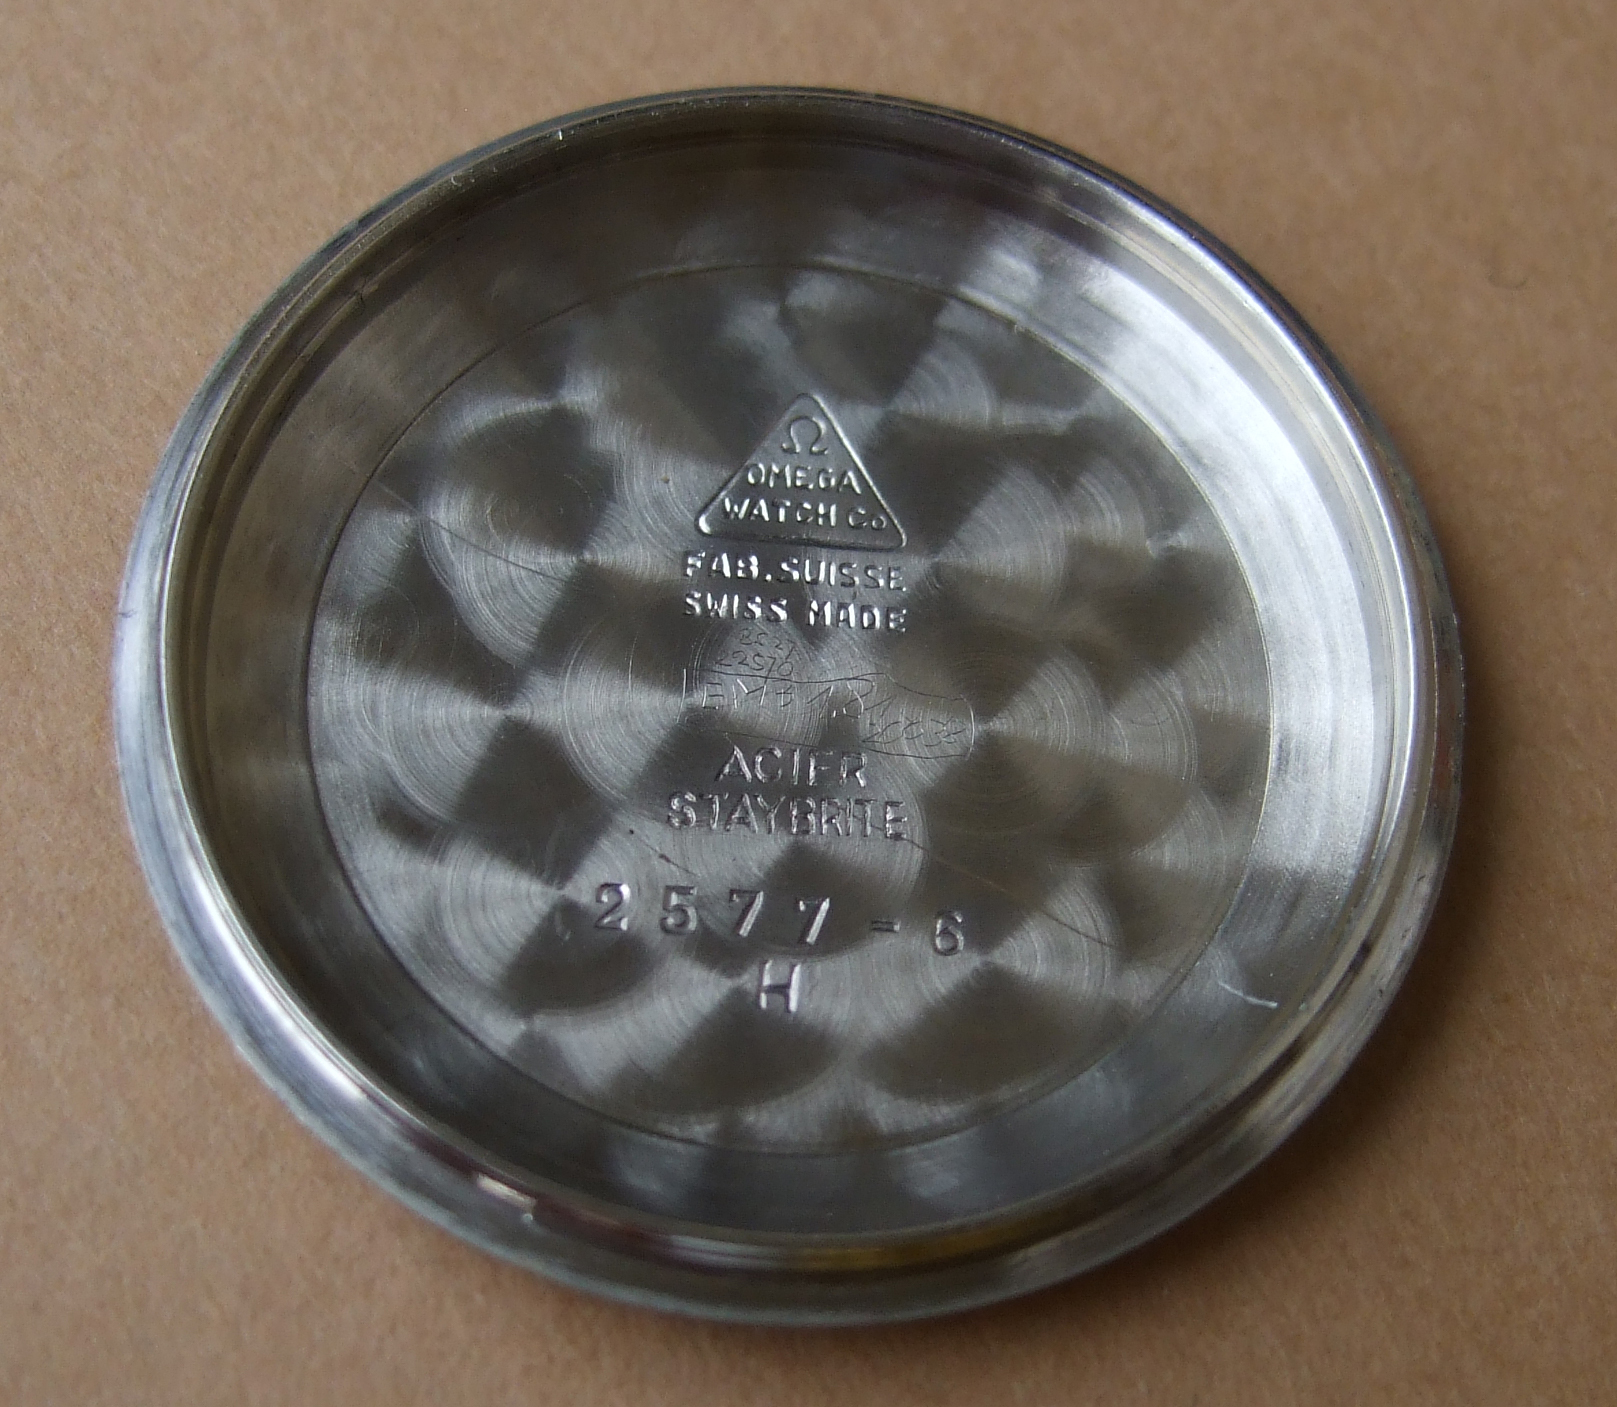 Ω
OMEGA
WATCH Co
FAB. SUISSE
SWISS MADE
ACIER
STAYBRITE
2577-6
H